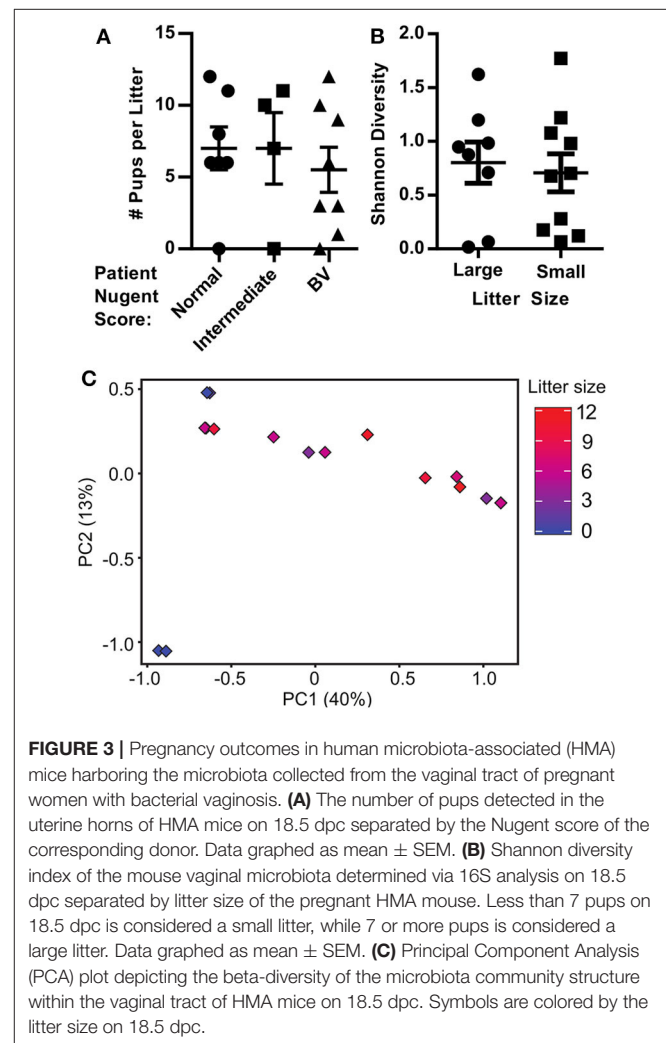 A
B
15
10
5
0
# Pups per Litter
Patient
Nugent
Score:
Normal
Intermediate
BV
2.0
1.5
1.0
0.5
0.0
Shannon Diversity
Large
Small
Litter Size
C
0.5
0.0
-0.5
-1.0
PC2 (13%)
-1.0
-0.5
0
0.5
1.0
PC1 (40%)
Litter size
12
9
6
3
0
FIGURE 3 | Pregnancy outcomes in human microbiota-associated (HMA)
mice harboring the microbiota collected from the vaginal tract of pregnant
women with bacterial vaginosis. (A) The number of pups detected in the
uterine horns of HMA mice on 18.5 dpc separated by the Nugent score of the
corresponding donor. Data graphed as mean ± SEM. (B) Shannon diversity
index of the mouse vaginal microbiota determined via 16S analysis on 18.5
dpc separated by litter size of the pregnant HMA mouse. Less than 7 pups on
18.5 dpc is considered a small litter, while 7 or more pups is considered a
large litter. Data graphed as mean ± SEM. (C) Principal Component Analysis
(PCA) plot depicting the beta-diversity of the microbiota community structure
within the vaginal tract of HMA mice on 18.5 dpc. Symbols are colored by the
litter size on 18.5 dpc.